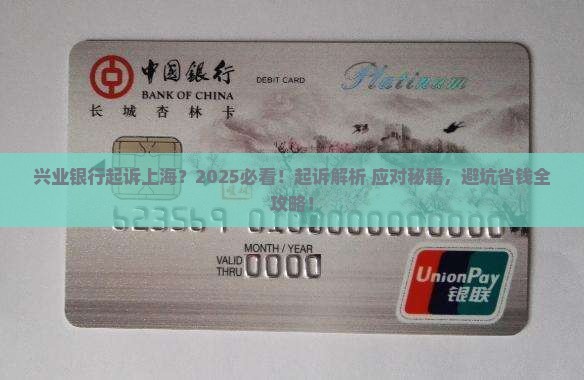 中国银行
BANK OF CHINA
DEBIT CARD
Platinum
长城杏林卡
兴业银行起诉上海？2025必看！起诉解析 应对秘籍，避坑省钱全
攻略！
623569 0100000000000
MONTH / YEAR
VALID THRU 0000
UnionPay
银联